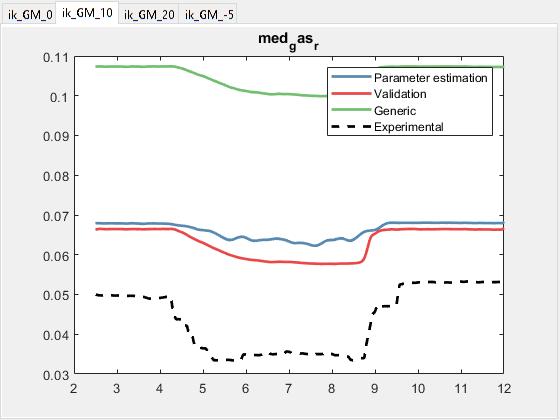 ik_GM_0 ik_GM_10 ik_GM_20 ik_GM_-5
med_gas_r
0.11
0.1
0.09
0.08
0.07
0.06
0.05
0.04
0.03
Parameter estimation
Validation
Generic
Experimental
2 3 4 5 6 7 8 9 10 11 12